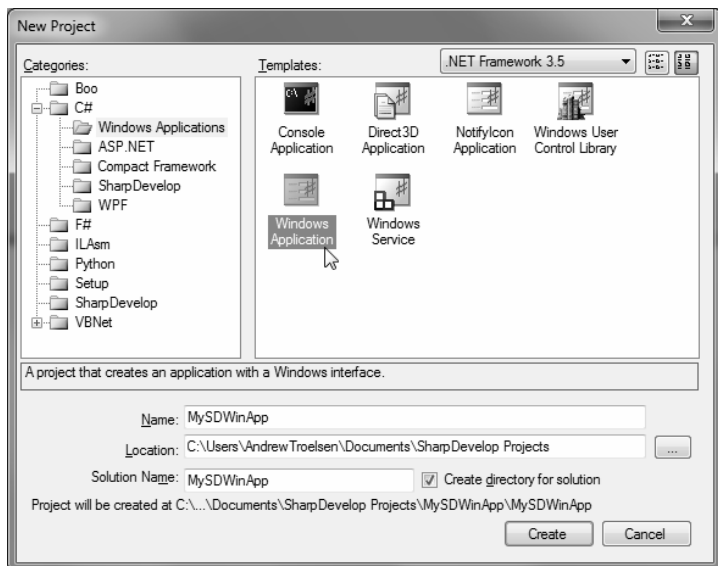 New Project
Categories:
Boo
C#
Windows Applications
ASP.NET
Compact Framework
SharpDevelop
WPF
F#
ILAsm
Python
Setup
SharpDevelop
VBNet
Templates:
.NET Framework 3.5
Console
Application
Direct3D
Application
NotifyIcon
Application
Windows User
Control Library
Windows
Application
Windows
Service
A project that creates an application with a Windows interface.
Name: MySDWinApp
Location: C:\Users\AndrewTroelsen\Documents\SharpDevelop Projects
...
Solution Name: MySDWinApp
Create directory for solution
Project will be created at C:\...\Documents\SharpDevelop Projects\MySDWinApp\MySDWinApp
Create
Cancel